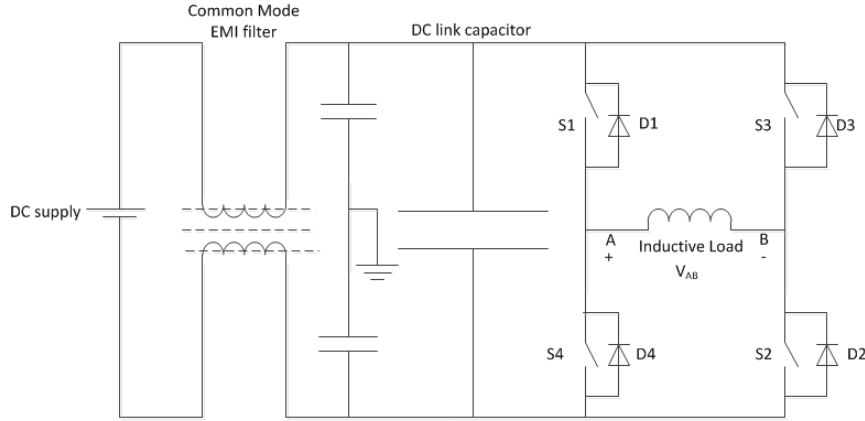 Common Mode
EMI filter
DC link capacitor
S1
D1
S3
D3
DC supply
A
B
+
Inductive Load
-
VAB
S4
D4
S2
D2